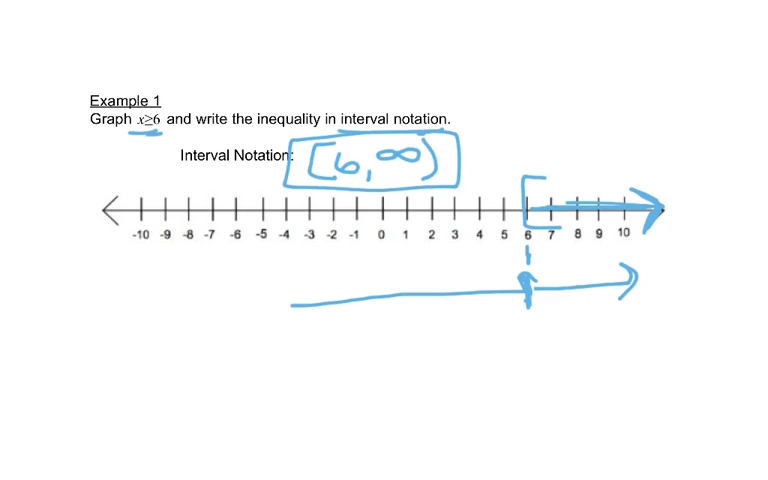 Example 1
Graph x≥6 and write the inequality in interval notation.
Interval Notation: [6,∞)
-10 -9 -8 -7 -6 -5 -4 -3 -2 -1 0 1 2 3 4 5 6 7 8 9 10